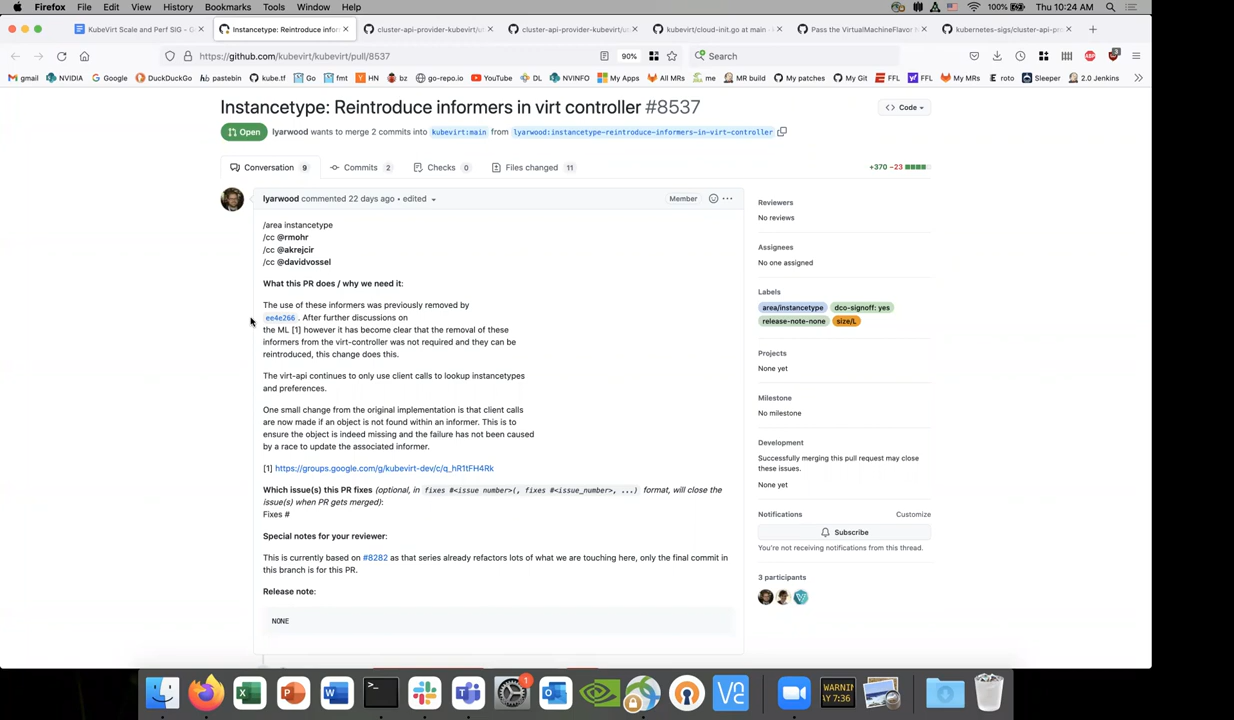 Firefox File Edit View History Bookmarks Tools Window Help
100% Thu 10:24 AM
KubeVirt Scale and Perf SIG - G
Instancetype: Reintroduce infor
cluster-api-provider-kubevirt/
cluster-api-provider-kubevirt/
kubevirt/cloud-init.go at main
Pass the VirtualMachineFlavor
kubernetes-sigs/cluster-api-pr
https://github.com/kubevirt/kubevirt/pull/8537
90%
Search
gmail NVIDIA Google DuckDuckGo pastebin kube.tf Go fmt HN bz go-repo.io YouTube DL NVINFO My Apps All MRs me MR build My patches My Git FFL FFL My MRs roto Sleeper 2.0 Jenkins
Instancetype: Reintroduce informers in virt controller #8537
Code
Open
lyarwood wants to merge 2 commits into kubevirt:main from lyarwood:instancetype-reintroduce-informers-in-virt-controller
Conversation 9
Commits 2
Checks 0
Files changed 11
+370 −23
lyarwood commented 22 days ago • edited
Member
/area instancetype
/cc @rmohr
/cc @akrejcir
/cc @davidvossel
What this PR does / why we need it:
The use of these informers was previously removed by
ee4e266 . After further discussions on
the ML [1] however it has become clear that the removal of these
informers from the virt-controller was not required and they can be
reintroduced, this change does this.
The virt-api continues to only use client calls to lookup instancetypes
and preferences.
One small change from the original implementation is that client calls
are now made if an object is not found within an informer. This is to
ensure the object is indeed missing and the failure has not been caused
by a race to update the associated informer.
[1] https://groups.google.com/g/kubevirt-dev/c/q_hR1tFH4Rk
Which issue(s) this PR fixes (optional, in fixes #<issue number>(, fixes #<issue_number>, ...) format, will close the
issue(s) when PR gets merged):
Fixes #
Special notes for your reviewer:
This is currently based on #8282 as that series already refactors lots of what we are touching here, only the final commit in
this branch is for this PR.
Release note:
NONE
Reviewers
No reviews
Assignees
No one assigned
Labels
area/instancetype
dco-signoff: yes
release-note-none
size/L
Projects
None yet
Milestone
No milestone
Development
Successfully merging this pull request may close
these issues.
None yet
Notifications
Customize
Subscribe
You're not receiving notifications from this thread.
3 participants
1
WARNIN
AY 7:36